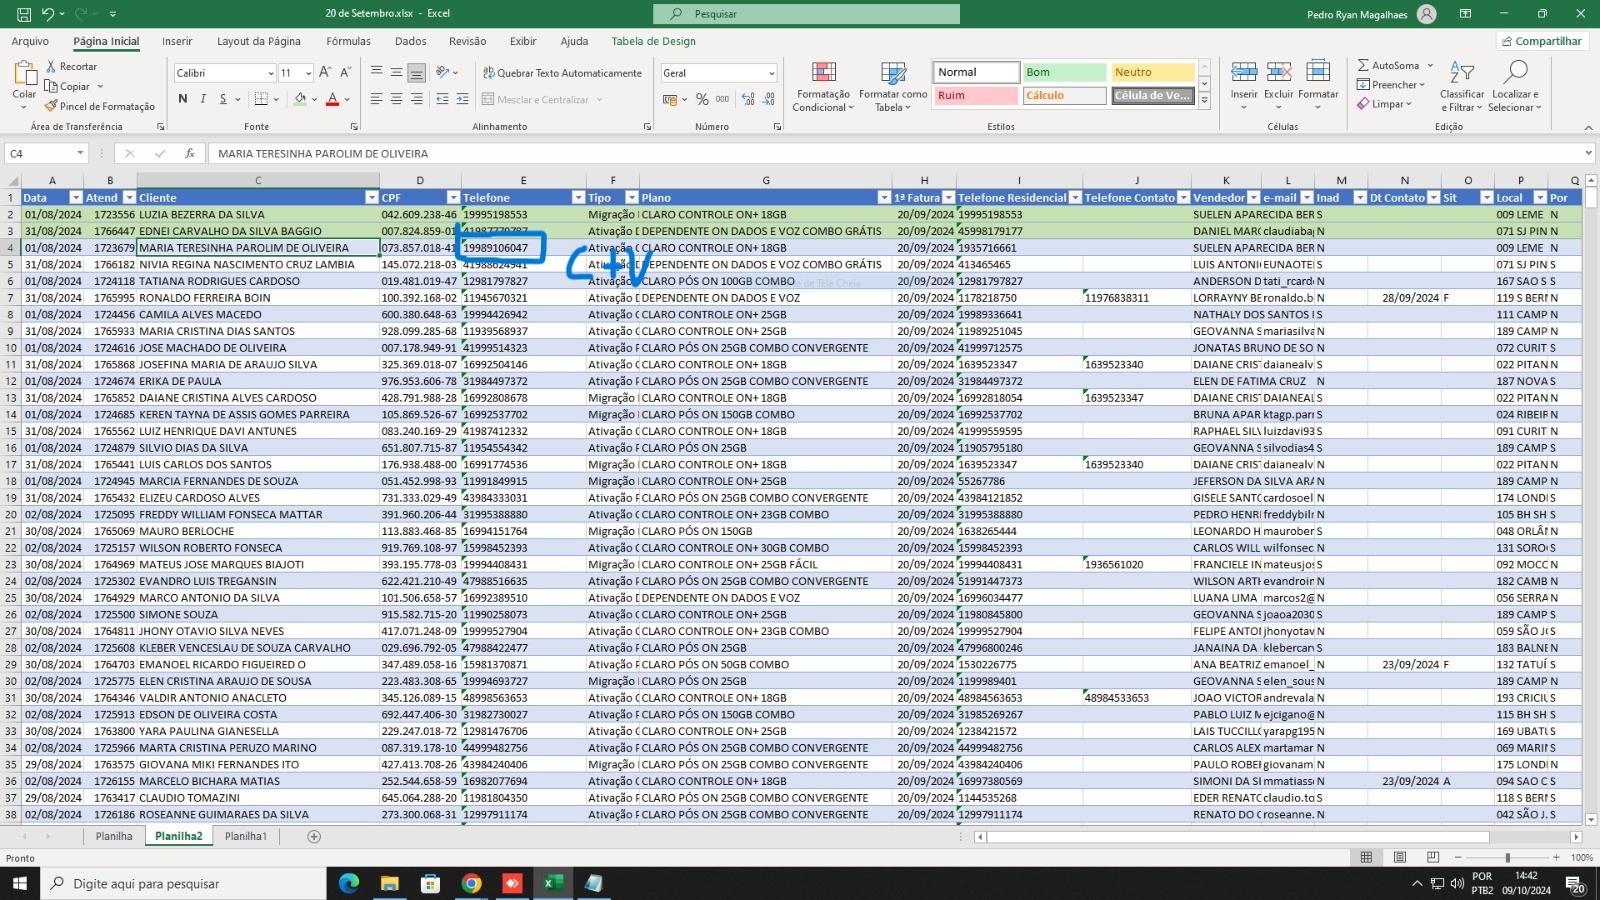 20 de Setembro.xlsx - Excel
Pesquisar
Pedro Ryan Magalhaes
Arquivo Página Inicial Inserir Layout da Página Fórmulas Dados Revisão Exibir Ajuda Tabela de Design Compartilhar
Colar Recortar Copiar Pincel de Formatação
Calibri 11 N I S
Quebrar Texto Automaticamente Mesclar e Centralizar
Geral % 000
Formatação Condicional Formatar como Tabela
Normal Bom Neutro
Ruim Cálculo Célula de Ve...
Inserir Excluir Formatar
AutoSoma Preencher Limpar Classificar e Filtrar Localizar e Selecionar
Área de Transferência Fonte Alinhamento Número Estilos Células Edição
C4 fx MARIA TERESINHA PAROLIM DE OLIVEIRA
A B C D E F G H I J K L M N O P Q
1 Data Atend Cliente CPF Telefone Tipo Plano 1ª Fatura Telefone Residencial Telefone Contato Vendedor e-mail Inad Dt Contato Sit Local Por
2 01/08/2024 1723556 LUZIA BEZERRA DA SILVA 042.609.238-46 19995198553 Migração CLARO CONTROLE ON+ 18GB 20/09/2024 19995198553 SUELEN APARECIDA BER S 009 LEME N
3 31/08/2024 1766447 EDNEI CARVALHO DA SILVA BAGGIO 007.824.859-01 Ativação D DEPENDENTE ON DADOS E VOZ COMBO GRÁTIS 20/09/2024 45998179177 DANIEL MARC claudiaba S 071 SJ PIN N
4 01/08/2024 1723679 MARIA TERESINHA PAROLIM DE OLIVEIRA 073.857.018-41 19989106047 Ativação CLARO CONTROLE ON+ 18GB 20/09/2024 1935716661 SUELEN APARECIDA BER S 009 LEME N
C+V
5 31/08/2024 1766182 NIVIA REGINA NASCIMENTO CRUZ LAMBIA 145.072.218-03 41988624941 DEPENDENTE ON DADOS E VOZ COMBO GRÁTIS 20/09/2024 413465465 LUIS ANTONI EUNAOTE S 071 SJ PIN S
6 01/08/2024 1724118 TATIANA RODRIGUES CARDOSO 019.481.019-47 12981797827 CLARO PÓS ON 100GB COMBO 20/09/2024 12981797827 ANDERSON D tati_rcard N 167 SAO S S
7 31/08/2024 1765995 RONALDO FERREIRA BOIN 100.392.168-02 11945670321 Ativação D DEPENDENTE ON DADOS E VOZ 20/09/2024 1178218750 11976838311 LORRAYNY BE ronaldo.b N 28/09/2024 F 119 S BERN S
8 01/08/2024 1724456 CAMILA ALVES MACEDO 600.380.648-63 19994426942 Ativação C CLARO CONTROLE ON+ 25GB 20/09/2024 19989336641 NATHALY DOS SANTOS F S 111 CAMP S
9 31/08/2024 1765933 MARIA CRISTINA DIAS SANTOS 928.099.285-68 11939568937 Ativação C CLARO CONTROLE ON+ 25GB 20/09/2024 11989251045 GEOVANNA S mariasilva N 189 CAMP S
10 01/08/2024 1724616 JOSE MACHADO DE OLIVEIRA 007.178.949-91 41999514323 Ativação P CLARO PÓS ON 25GB COMBO CONVERGENTE 20/09/2024 41999712575 JONATAS BRUNO DE SO N 072 CURIT S
11 31/08/2024 1765868 JOSEFINA MARIA DE ARAUJO SILVA 325.369.018-07 16992504146 Ativação C CLARO CONTROLE ON+ 18GB 20/09/2024 1639523347 1639523340 DAIANE CRIS daianealv S 022 PITAN N
12 01/08/2024 1724674 ERIKA DE PAULA 976.953.606-78 31984497372 Ativação P CLARO PÓS ON 25GB COMBO CONVERGENTE 20/09/2024 31984497372 ELEN DE FATIMA CRUZ N 187 NOVA S
13 31/08/2024 1765852 DAIANE CRISTINA ALVES CARDOSO 428.791.988-28 16992808678 Migração CLARO CONTROLE ON+ 18GB 20/09/2024 16992818054 1639523347 DAIANE CRIS DAIANEAL S 022 PITAN N
14 01/08/2024 1724685 KEREN TAYNA DE ASSIS GOMES PARREIRA 105.869.526-67 16992537702 Migração CLARO PÓS ON 150GB COMBO 20/09/2024 16992537702 BRUNA APAR ktagp.parr S 024 RIBEIR N
15 31/08/2024 1765562 LUIZ HENRIQUE DAVI ANTUNES 083.240.169-29 41987412332 Ativação C CLARO CONTROLE ON+ 18GB 20/09/2024 41999559595 RAPHAEL SIL luizdavi93 S 091 CURIT N
16 01/08/2024 1724879 SILVIO DIAS DA SILVA 651.807.715-87 11954554342 Ativação P CLARO PÓS ON 25GB 20/09/2024 11905795180 GEOVANNA S silvodias4 S 189 CAMP S
17 31/08/2024 1765441 LUIS CARLOS DOS SANTOS 176.938.488-00 16991774536 Migração CLARO CONTROLE ON+ 18GB 20/09/2024 1639523347 1639523340 DAIANE CRIS daianealv S 022 PITAN N
18 01/08/2024 1724945 MARCIA FERNANDES DE SOUZA 051.452.998-93 11991849915 Migração CLARO CONTROLE ON+ 18GB 20/09/2024 55267786 JEFERSON DA SILVA ARA N 189 CAMP N
19 31/08/2024 1765432 ELIZEU CARDOSO ALVES 731.333.029-49 43984333031 Ativação P CLARO PÓS ON 25GB COMBO CONVERGENTE 20/09/2024 43984121852 GISELE SANTO cardosoel S 174 LONDI S
20 02/08/2024 1725095 FREDDY WILLIAM FONSECA MATTAR 391.960.206-44 31995388880 Ativação C CLARO CONTROLE ON+ 23GB COMBO 20/09/2024 31995388880 PEDRO HENRI freddybiln N 105 BH SH S
21 30/08/2024 1765069 MAURO BERLOCHE 113.883.468-85 16994151764 Migração CLARO PÓS ON 150GB 20/09/2024 1638265444 LEONARDO H maurober S 048 ORLÂN N
22 02/08/2024 1725157 WILSON ROBERTO FONSECA 919.769.108-97 15998452393 Ativação C CLARO CONTROLE ON+ 30GB COMBO 20/09/2024 15998452393 CARLOS WILL wilfonsec N 131 SORO S
23 30/08/2024 1764969 MATEUS JOSE MARQUES BIAJOTI 393.195.778-03 19994408431 Migração CLARO CONTROLE ON+ 25GB FÁCIL 20/09/2024 19994408431 1936561020 FRANCIELE IN mateusjos S 092 MOCO N
24 02/08/2024 1725302 EVANDRO LUIS TREGANSIN 622.421.210-49 47988516635 Ativação P CLARO PÓS ON 25GB COMBO CONVERGENTE 20/09/2024 51991447373 WILSON ARTH evandroin N 182 CAMB S
25 30/08/2024 1764929 MARCO ANTONIO DA SILVA 101.506.658-57 16992389510 Ativação D DEPENDENTE ON DADOS E VOZ 20/09/2024 16996034477 LUANA LIMA marcos2@ N 056 SERRA N
26 02/08/2024 1725500 SIMONE SOUZA 915.582.715-20 11990258073 Ativação C CLARO CONTROLE ON+ 25GB 20/09/2024 11980845800 GEOVANNA S joaoa2030 S 189 CAMP S
27 30/08/2024 1764811 JHONY OTAVIO SILVA NEVES 417.071.248-09 19999527904 Ativação C CLARO CONTROLE ON+ 23GB COMBO 20/09/2024 19999527904 FELIPE ANTO jhonyotav N 059 SÃO J S
28 02/08/2024 1725608 KLEBER VENCESLAU DE SOUZA CARVALHO 029.696.792-05 47988422477 Ativação P CLARO PÓS ON 25GB 20/09/2024 47996800246 JANAINA DA klebercar N 183 BALNE S
29 30/08/2024 1764703 EMANOEL RICARDO FIGUEIRED O 347.489.058-16 15981370871 Ativação P CLARO PÓS ON 50GB COMBO 20/09/2024 1530226775 ANA BEATRIZ emanoel_ N 23/09/2024 F 132 TATUÍ S
30 02/08/2024 1725775 ELEN CRISTINA ARAUJO DE SOUSA 223.483.308-65 19994693727 Migração CLARO PÓS ON 25GB 20/09/2024 1199989401 GEOVANNA S elen_sous N 189 CAMP N
31 30/08/2024 1764346 VALDIR ANTONIO ANACLETO 345.126.089-15 48998563653 Ativação C CLARO CONTROLE ON+ 18GB 20/09/2024 48984563653 48984533653 JOAO VICTOR andrevala N 193 CRICIU S
32 02/08/2024 1725913 EDSON DE OLIVEIRA COSTA 692.447.406-30 31982730027 Ativação P CLARO PÓS ON 150GB COMBO 20/09/2024 31985269267 PABLO LUIZ M ejcigano@ N 115 BH SH S
33 30/08/2024 1763800 YARA PAULINA GIANESELLA 229.247.018-72 12981476706 Ativação C CLARO CONTROLE ON+ 25GB 20/09/2024 1238421572 LAIS TUCCILLO yarapg195 N 169 UBATU S
34 02/08/2024 1725966 MARTA CRISTINA PERUZO MARINO 087.319.178-10 44999482756 Ativação P CLARO PÓS ON 25GB COMBO CONVERGENTE 20/09/2024 44999482756 CARLOS ALEX martamar N 069 MARIN S
35 29/08/2024 1763575 GIOVANA MIKI FERNANDES ITO 427.413.708-26 43984240406 Migração CLARO PÓS ON 25GB COMBO CONVERGENTE 20/09/2024 43984240406 PAULO ROBE giovanam N 175 LONDI N
36 02/08/2024 1726155 MARCELO BICHARA MATIAS 252.544.658-59 16982077694 Ativação C CLARO CONTROLE ON+ 18GB 20/09/2024 16997380569 SIMONI DA SI mmatiass N 23/09/2024 A 094 SAO C S
37 29/08/2024 1763417 CLAUDIO TOMAZINI 645.064.288-20 11981804350 Ativação P CLARO PÓS ON 25GB COMBO CONVERGENTE 20/09/2024 1144535268 EDER RENATO claudio.to S 118 S BERN S
38 02/08/2024 1726186 ROSEANNE GUIMARAES DA SILVA 273.300.068-31 12997911174 Ativação P CLARO PÓS ON 25GB COMBO CONVERGENTE 20/09/2024 12997911174 RENATO DO C roseanne. N 042 SÃO J. S
Planilha Planilha2 Planilha1
Pronto 100%
Digite aqui para pesquisar
POR 14:42
PTB2 09/10/2024 20